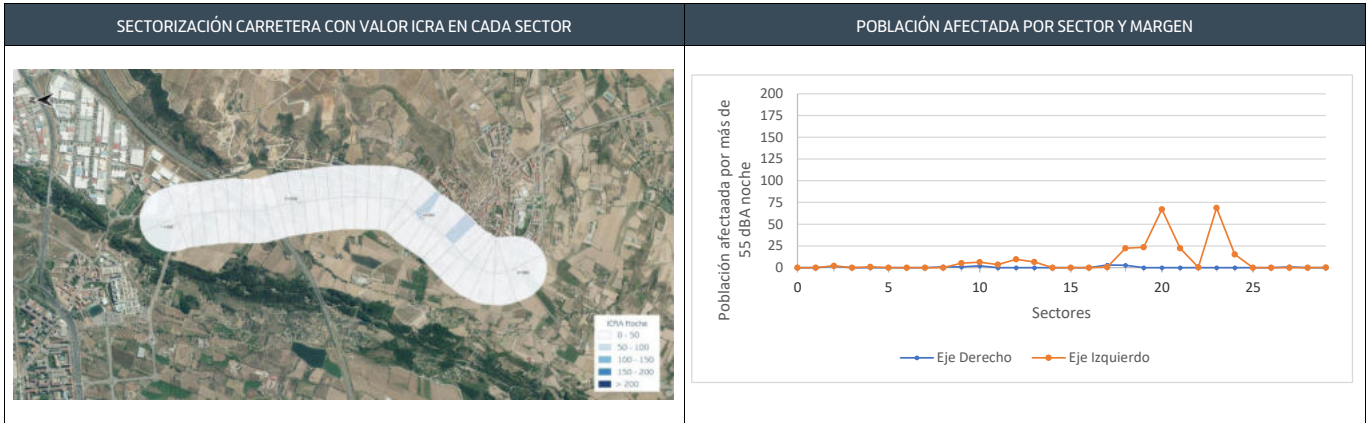 SECTORIZACIÓN CARRETERA CON VALOR ICRA EN CADA SECTOR
POBLACIÓN AFECTADA POR SECTOR Y MARGEN
ICRA Noche
0 - 50
50 - 100
100 - 150
150 - 200
> 200
Población afectaada por más de
55 dBA noche
200
175
150
125
100
75
50
25
0
0
5
10
15
20
25
Sectores
Eje Derecho
Eje Izquierdo